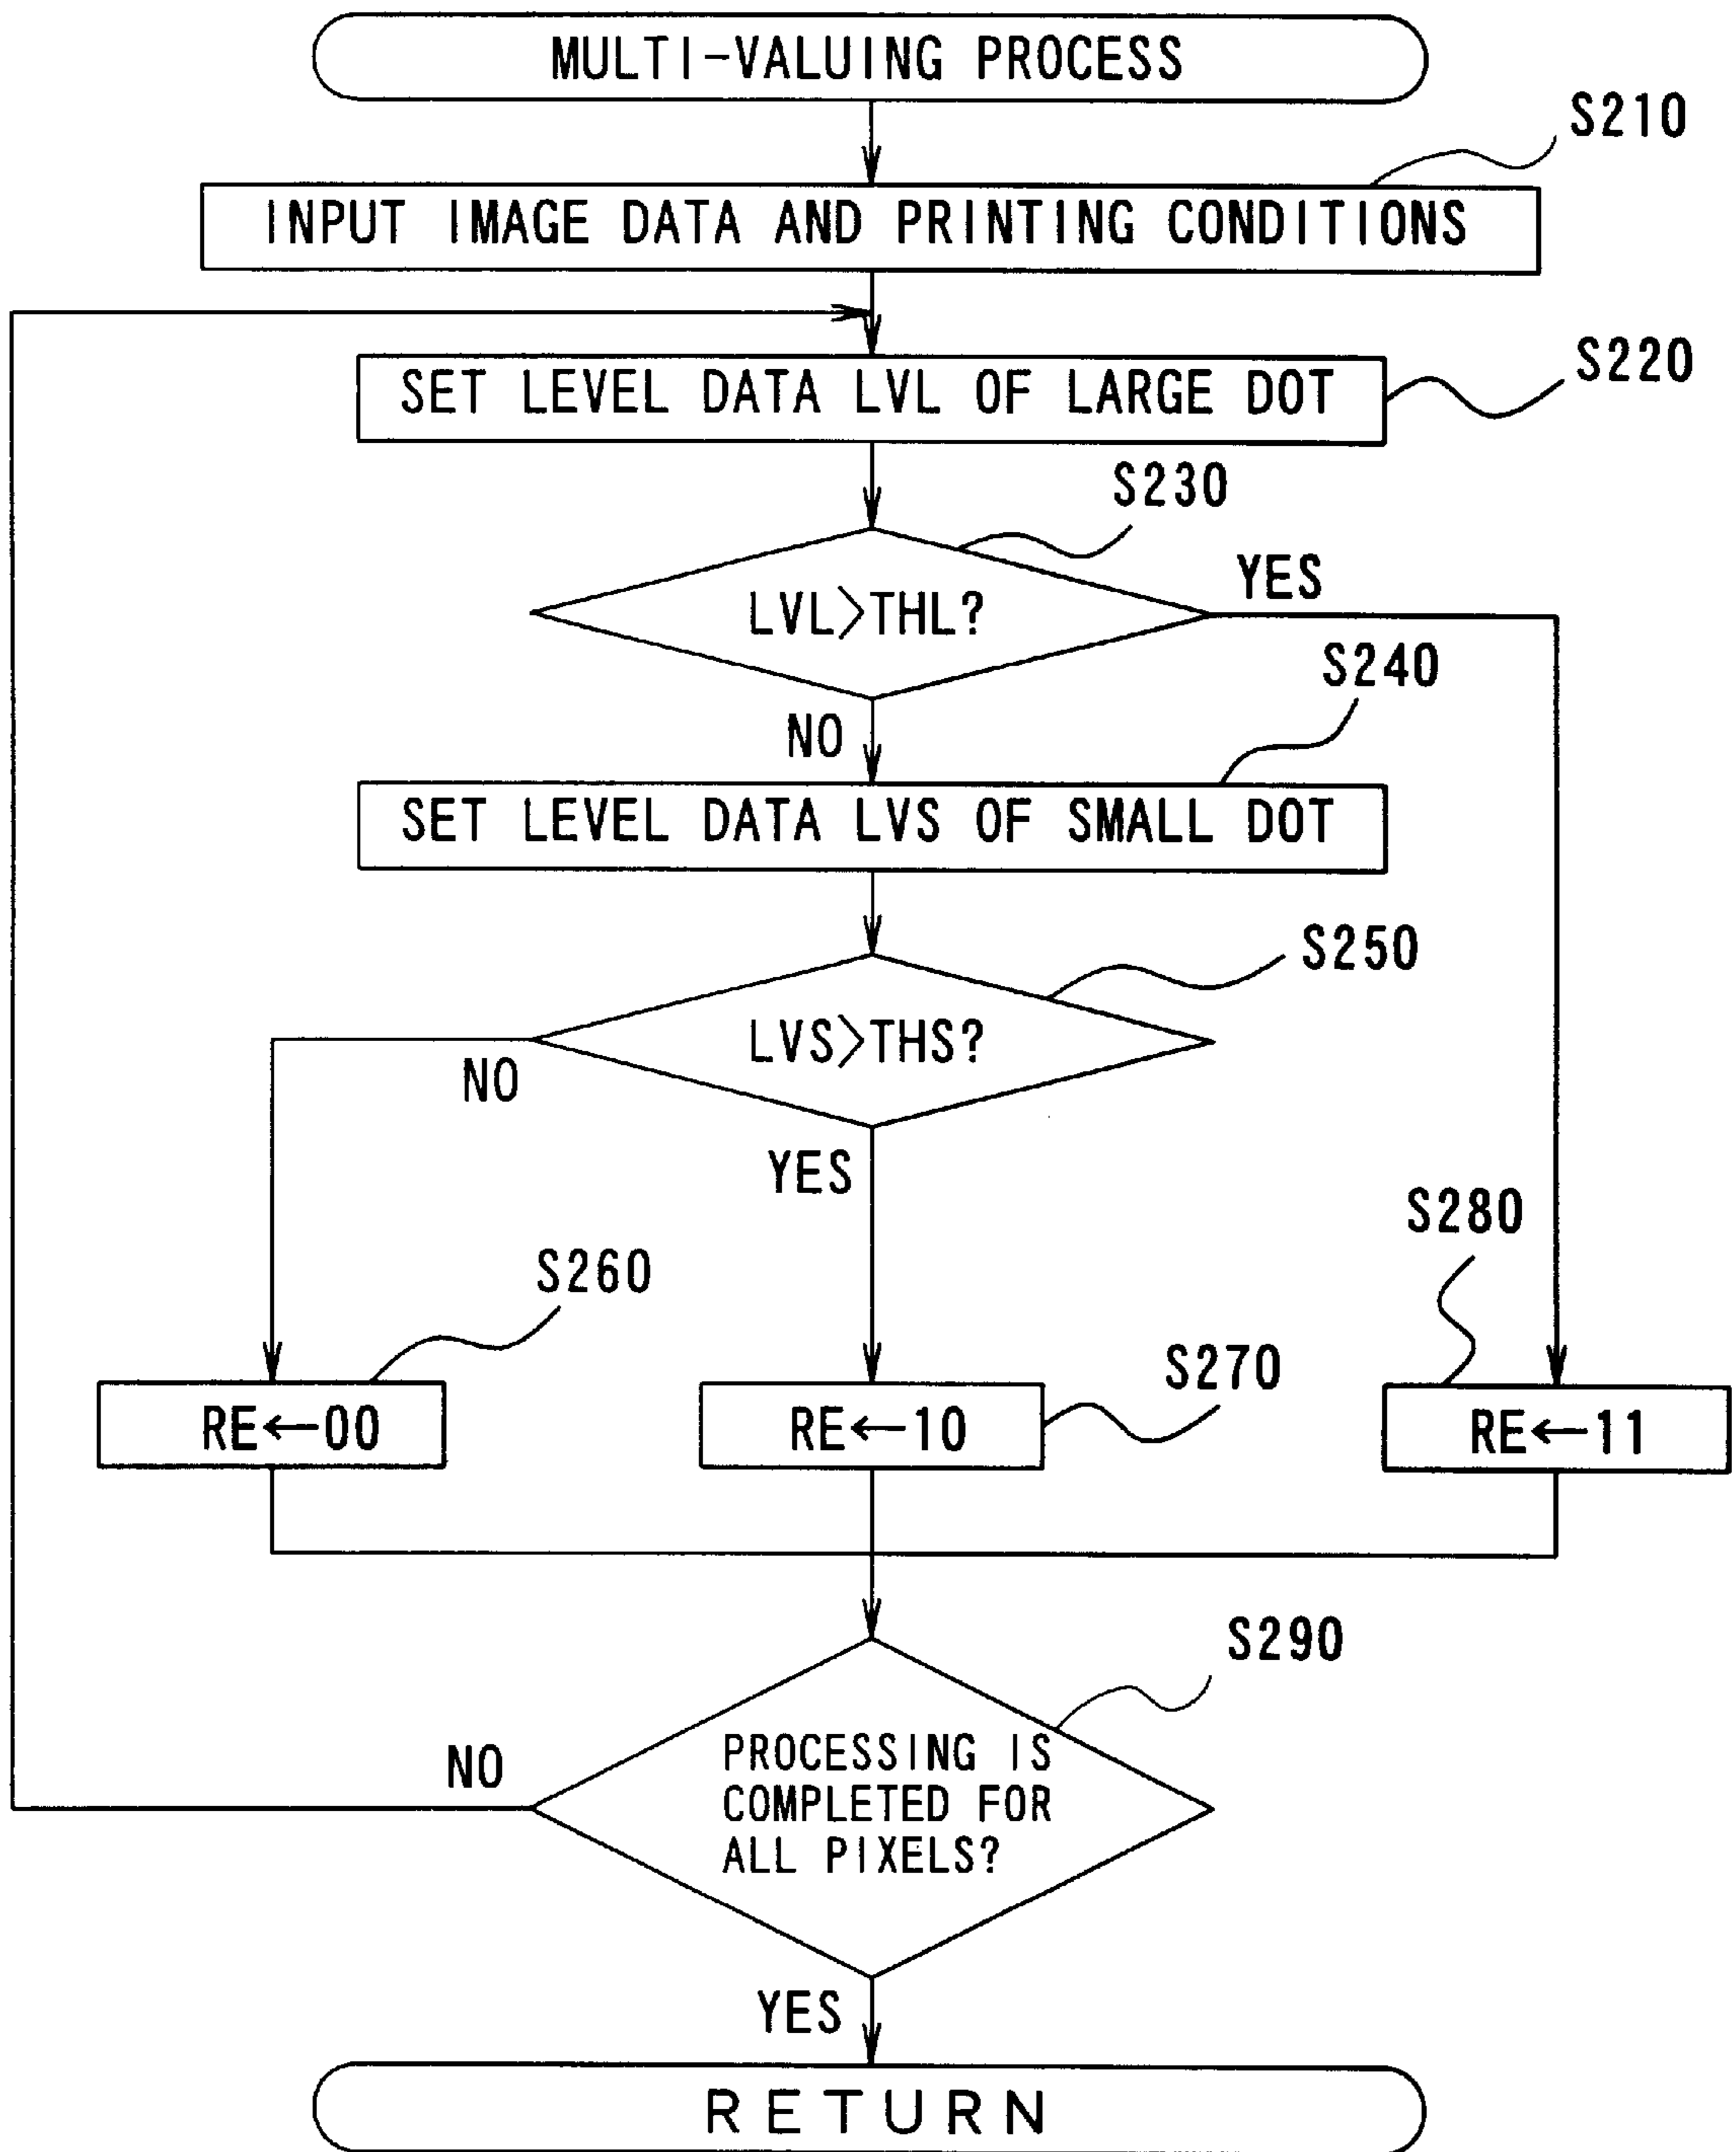 MULTI-VALUING PROCESS
S210
INPUT IMAGE DATA AND PRINTING CONDITIONS
S220
SET LEVEL DATA LVL OF LARGE DOT
S230
LVL>THL?
YES
S240
NO
SET LEVEL DATA LVS OF SMALL DOT
S250
LVS>THS?
NO
YES
S280
S260
S270
RE←00
RE←10
RE←11
S290
NO
PROCESSING IS
COMPLETED FOR
ALL PIXELS?
YES
RETURN